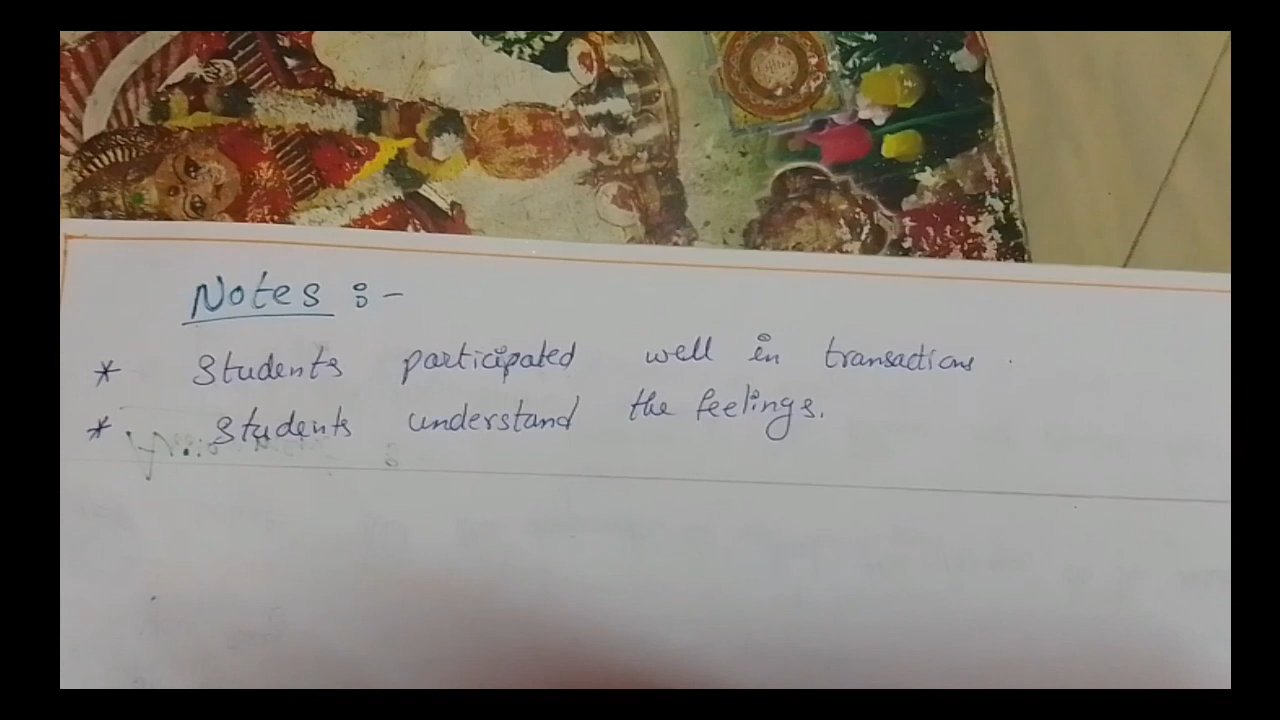 Notes :-
* Students participated well in transactions.
* Students understand the feelings.